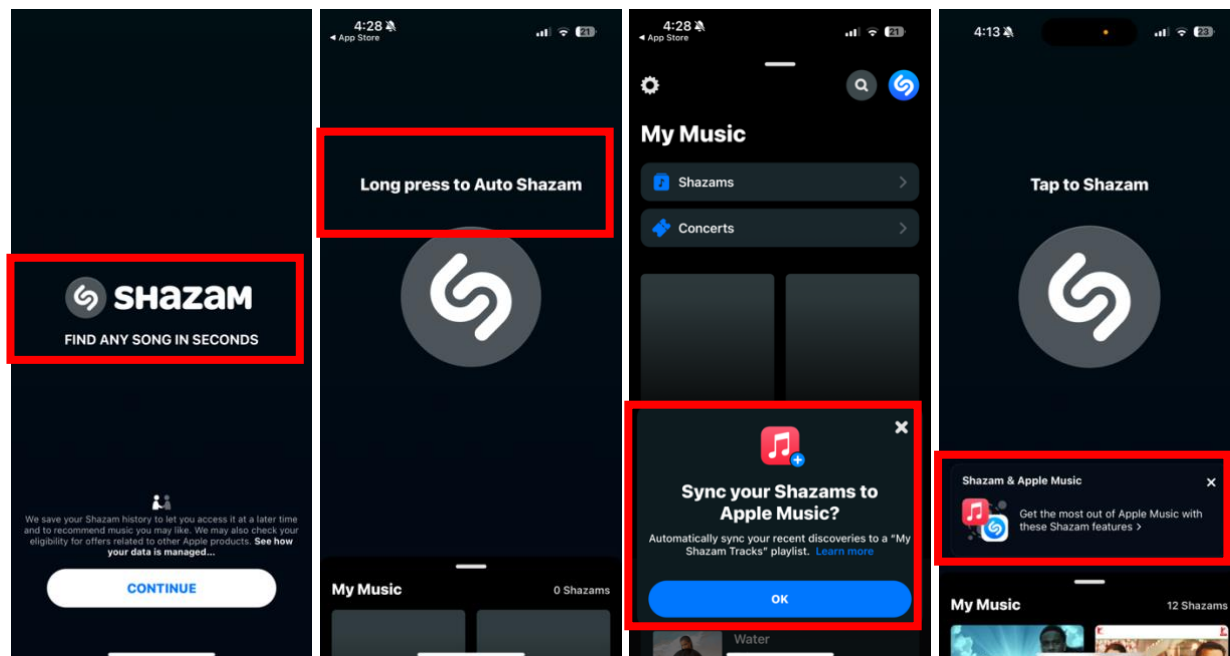 SHAZAM
FIND ANY SONG IN SECONDS
We save your Shazam history to let you access it at a later time
and to recommend music you may like. We may also check your
eligibility for offers related to other Apple products. See how
your data is managed...
CONTINUE
4:28
◄ App Store
21
Long press to Auto Shazam
My Music
0 Shazams
4:28
◄ App Store
21
My Music
Shazams
Concerts
Sync your Shazams to
Apple Music?
Automatically sync your recent discoveries to a “My
Shazam Tracks” playlist. Learn more
OK
Water
4:13
23
Tap to Shazam
Shazam & Apple Music
Get the most out of Apple Music with
these Shazam features >
My Music
12 Shazams